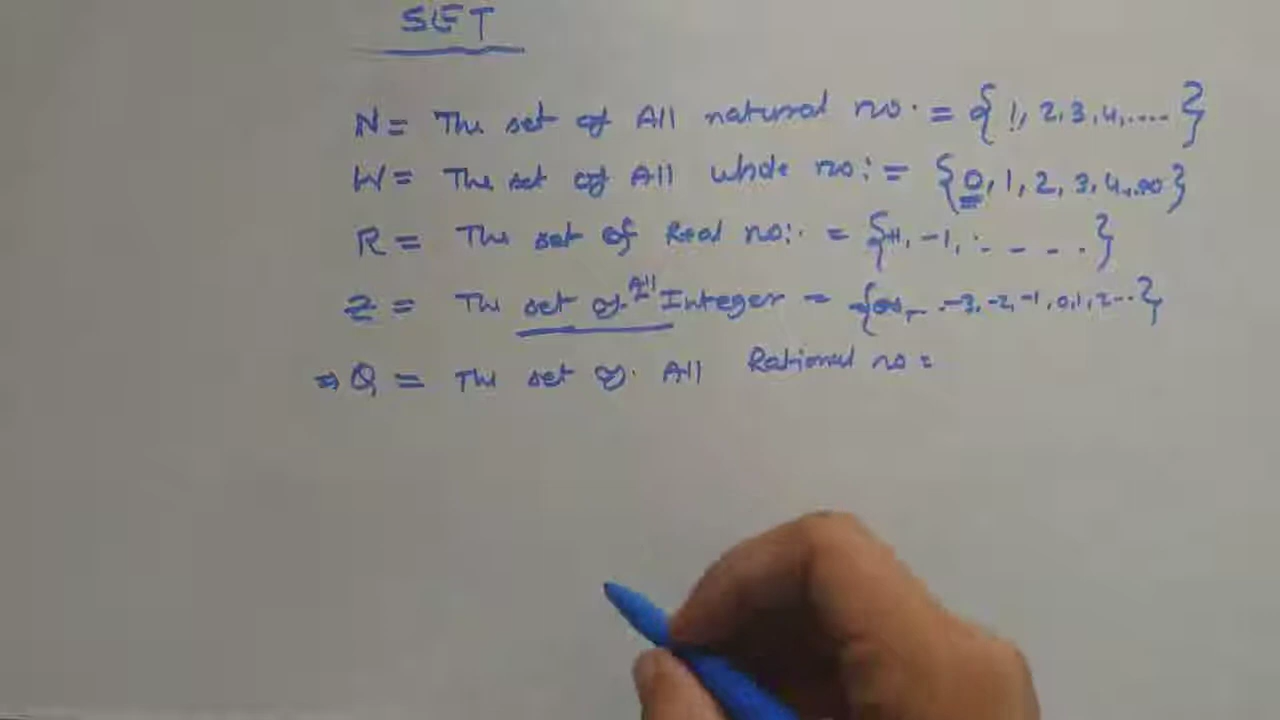 SET
N = The set of All natural no. = {1, 2, 3, 4, .... }
W = The set of All whole no: = {0, 1, 2, 3, 4, ..∞}
R = The set of Real no:. = {+1, -1, : - - - . }
Z = The set of All Integer = {∞, .. -3, -2, -1, 0, 1, 2 -.. }
⇒ Q = The set of. All Rational no =